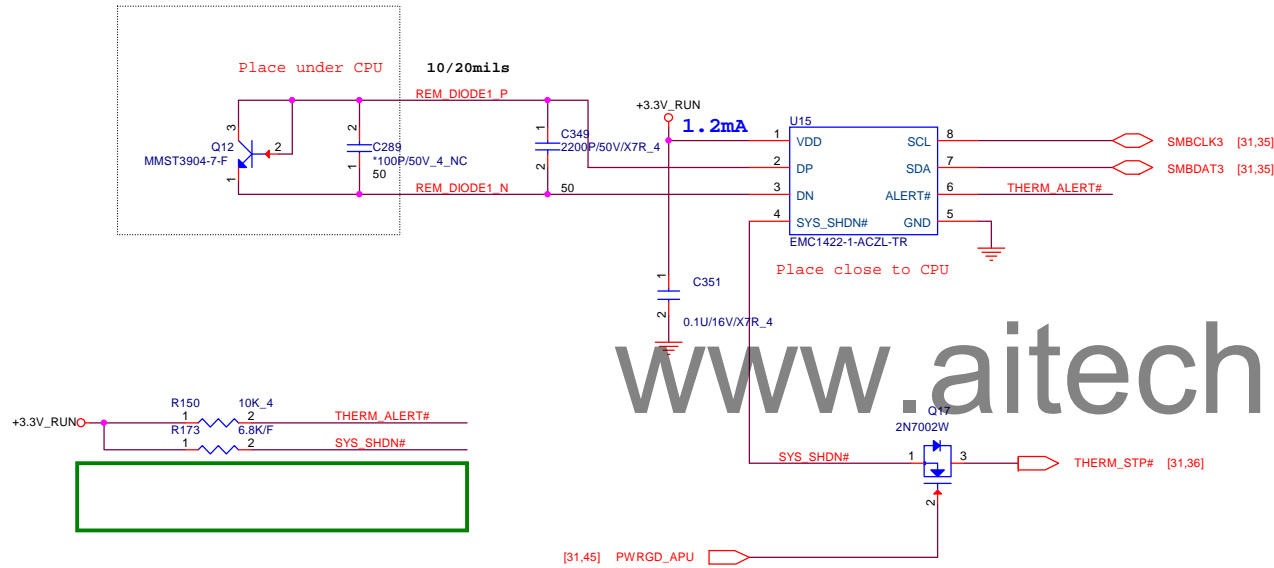 Place under CPU
10/20mils
REM_DIODE1_P
3
Q12
MMST3904-7-F
2
1
2
C289
*100P/50V_4_NC
1
50
1
C349
2200P/50V/X7R_4
2
REM_DIODE1_N
50
+3.3V_RUN
1.2mA
U15
1
VDD
SCL
8
SMBCLK3
[31,35]
2
DP
SDA
7
SMBDAT3
[31,35]
3
DN
ALERT#
6
THERM_ALERT#
4
SYS_SHDN#
GND
5
EMC1422-1-ACZL-TR
Place close to CPU
1
C351
2
0.1U/16V/X7R_4
www.aitech
+3.3V_RUN
R150
10K_4
1
2
THERM_ALERT#
R173
6.8K/F
1
2
SYS_SHDN#
Q17
2N7002W
SYS_SHDN#
1
3
THERM_STP#
[31,36]
2
[31,45]
PWRGD_APU